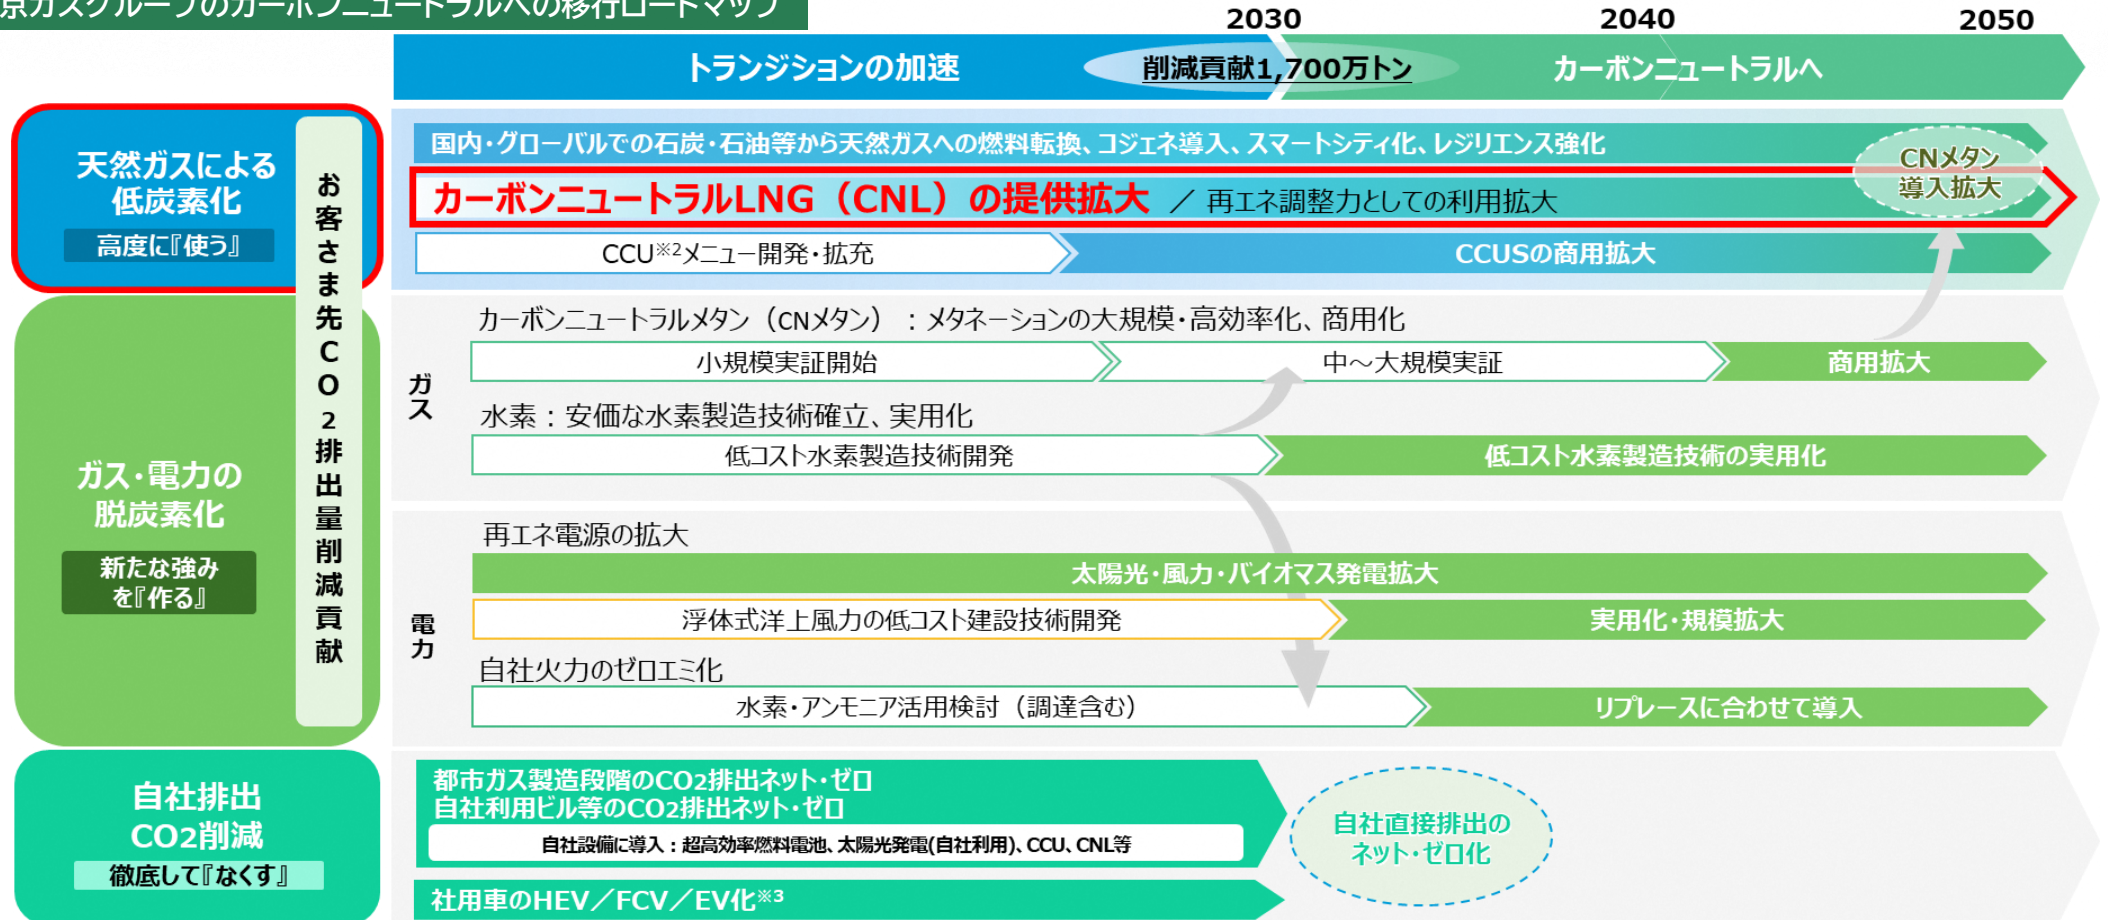 京ガスグループのカーボンニュートラルへの移行ロードマップ
2030
2040
2050
トランジションの加速
削減貢献1,700万トン
カーボンニュートラルへ
天然ガスによる
低炭素化
高度に『使う』
お客さま先CO2排出量削減貢献
国内・グローバルでの石炭・石油等から天然ガスへの燃料転換、コジェネ導入、スマートシティ化、レジリエンス強化
カーボンニュートラルLNG（CNL）の提供拡大 ／ 再エネ調整力としての利用拡大
CNメタン
導入拡大
CCU※2メニュー開発・拡充
CCUSの商用拡大
ガス・電力の
脱炭素化
新たな強み
を『作る』
ガス
カーボンニュートラルメタン（CNメタン）：メタネーションの大規模・高効率化、商用化
小規模実証開始
中～大規模実証
商用拡大
水素：安価な水素製造技術確立、実用化
低コスト水素製造技術開発
低コスト水素製造技術の実用化
電力
再エネ電源の拡大
太陽光・風力・バイオマス発電拡大
浮体式洋上風力の低コスト建設技術開発
実用化・規模拡大
自社火力のゼロエミ化
水素・アンモニア活用検討（調達含む）
リプレースに合わせて導入
自社排出
CO2削減
徹底して『なくす』
都市ガス製造段階のCO2排出ネット・ゼロ
自社利用ビル等のCO2排出ネット・ゼロ
自社設備に導入：超高効率燃料電池、太陽光発電(自社利用)、CCU、CNL等
自社直接排出の
ネット・ゼロ化
社用車のHEV／FCV／EV化※3